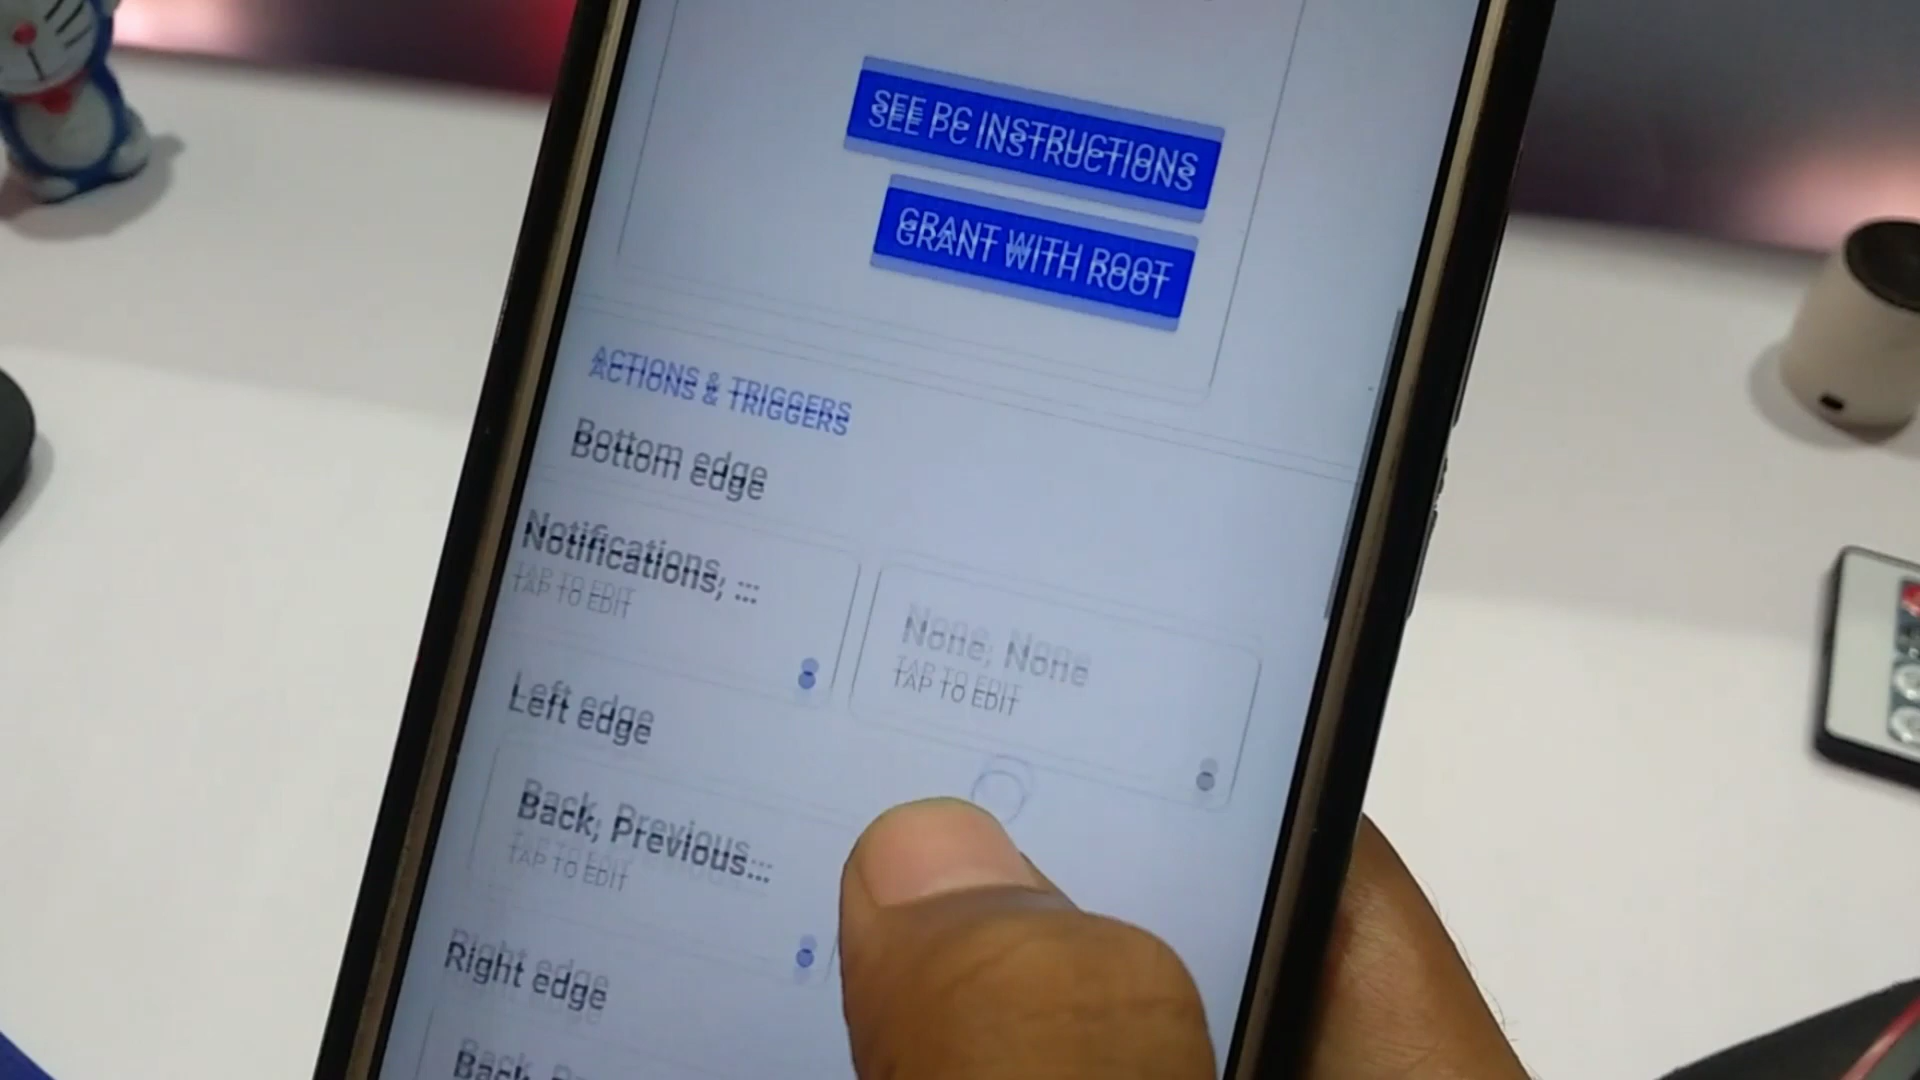 SEE PC INSTRUCTIONS
GRANT WITH ROOT
ACTIONS & TRIGGERS
Bottom edge
Notifications, ...
TAP TO EDIT
None, None
TAP TO EDIT
Left edge
Back, Previous...
TAP TO EDIT
Right edge
Back,